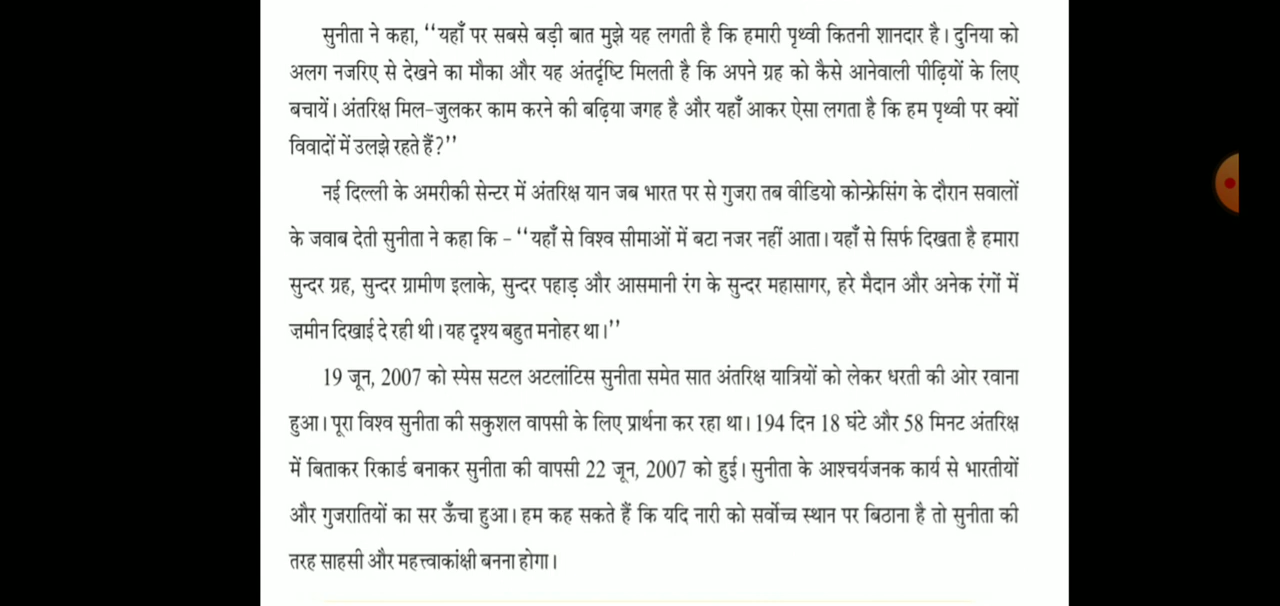 सुनीता ने कहा, ‘‘यहाँ पर सबसे बड़ी बात मुझे यह लगती है कि हमारी पृथ्वी कितनी शानदार है। दुनिया को
अलग नजरिए से देखने का मौका और यह अंतर्दृष्टि मिलती है कि अपने ग्रह को कैसे आनेवाली पीढ़ियों के लिए
बचायें। अंतरिक्ष मिल-जुलकर काम करने की बढ़िया जगह है और यहाँ आकर ऐसा लगता है कि हम पृथ्वी पर क्यों
विवादों में उलझे रहते हैं?’’
नई दिल्ली के अमरीकी सेन्टर में अंतरिक्ष यान जब भारत पर से गुजरा तब वीडियो कोन्फ्रेसिंग के दौरान सवालों
के जवाब देती सुनीता ने कहा कि - ‘‘यहाँ से विश्व सीमाओं में बटा नजर नहीं आता। यहाँ से सिर्फ दिखता है हमारा
सुन्दर ग्रह, सुन्दर ग्रामीण इलाके, सुन्दर पहाड़ और आसमानी रंग के सुन्दर महासागर, हरे मैदान और अनेक रंगों में
ज़मीन दिखाई दे रही थी। यह दृश्य बहुत मनोहर था।’’
19 जून, 2007 को स्पेस सटल अटलांटिस सुनीता समेत सात अंतरिक्ष यात्रियों को लेकर धरती की ओर रवाना
हुआ। पूरा विश्व सुनीता की सकुशल वापसी के लिए प्रार्थना कर रहा था। 194 दिन 18 घंटे और 58 मिनट अंतरिक्ष
में बिताकर रिकार्ड बनाकर सुनीता की वापसी 22 जून, 2007 को हुई। सुनीता के आश्चर्यजनक कार्य से भारतीयों
और गुजरातियों का सर ऊँचा हुआ। हम कह सकते हैं कि यदि नारी को सर्वोच्च स्थान पर बिठाना है तो सुनीता की
तरह साहसी और महत्त्वाकांक्षी बनना होगा।